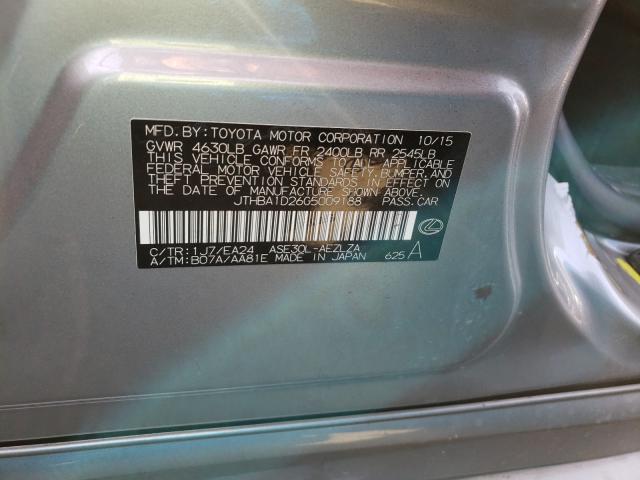 MFD. BY: TOYOTA MOTOR CORPORATION 10/15
GVWR 4630LB GAWR FR 2400LB RR 2545LB
THIS VEHICLE CONFORMS TO/AN/ APPLICABLE
FEDERAL MOTOR VEHICLE SAFETY, BUMPER, AND
THEFT PREVENTION STANDARDS IN EFFECT ON
THE DATE OF MANUFACTURE SHOWN ABOVE.
JTHBA1D26G5009188 PASS.CAR
C/TR: 1J7/EA24 ASE30L-AEZLZA
A/TM: B07A/AA81E MADE IN JAPAN 625 A